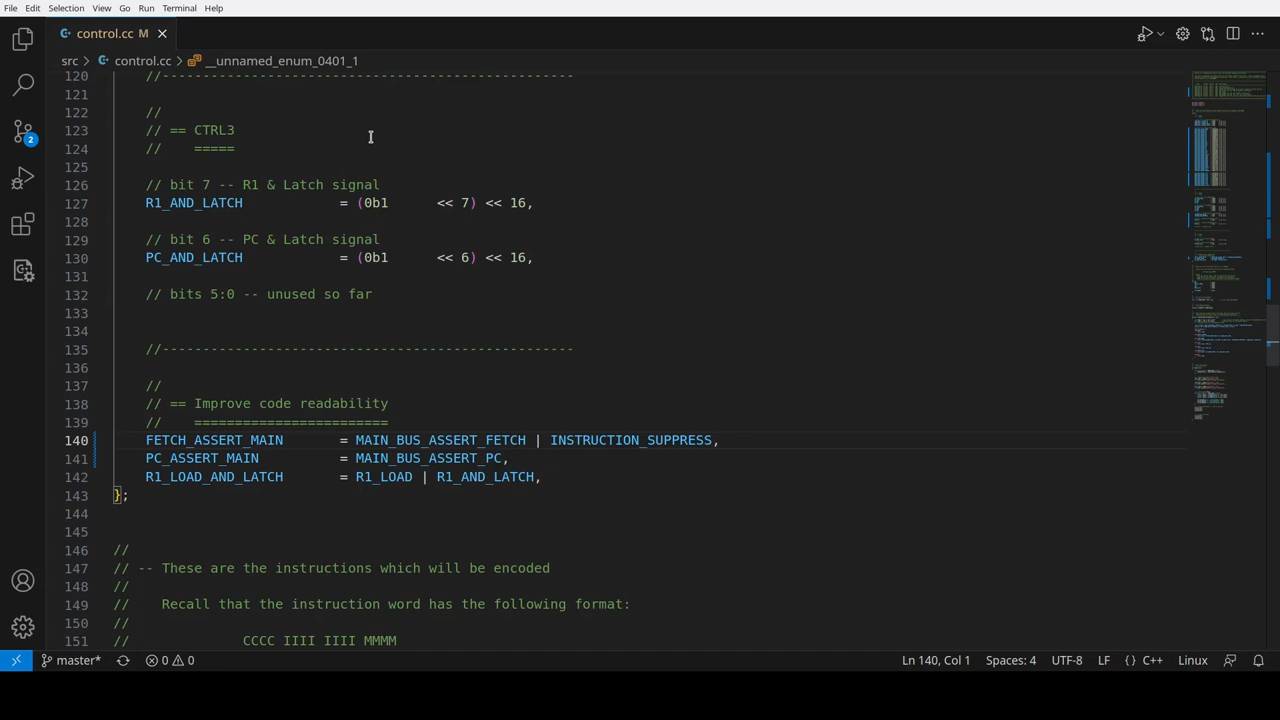 File Edit Selection View Go Run Terminal Help
control.cc M
src > control.cc > __unnamed_enum_0401_1
120 //---------------------------------------------------
121
122 //
123 // == CTRL3
124 //    =====
125
126 // bit 7 -- R1 & Latch signal
127 R1_AND_LATCH            = (0b1      << 7) << 16,
128
129 // bit 6 -- PC & Latch signal
130 PC_AND_LATCH            = (0b1      << 6) << 16,
131
132 // bits 5:0 -- unused so far
133
134
135 //---------------------------------------------------
136
137 //
138 // == Improve code readability
139 //    ========================
140 FETCH_ASSERT_MAIN       = MAIN_BUS_ASSERT_FETCH | INSTRUCTION_SUPPRESS,
141 PC_ASSERT_MAIN          = MAIN_BUS_ASSERT_PC,
142 R1_LOAD_AND_LATCH       = R1_LOAD | R1_AND_LATCH,
143 };
144
145
146 //
147 // -- These are the instructions which will be encoded
148 //
149 //    Recall that the instruction word has the following format:
150 //
151 //              CCCC IIII IIII MMMM
2
master* 0 0 Ln 140, Col 1 Spaces: 4 UTF-8 LF {} C++ Linux